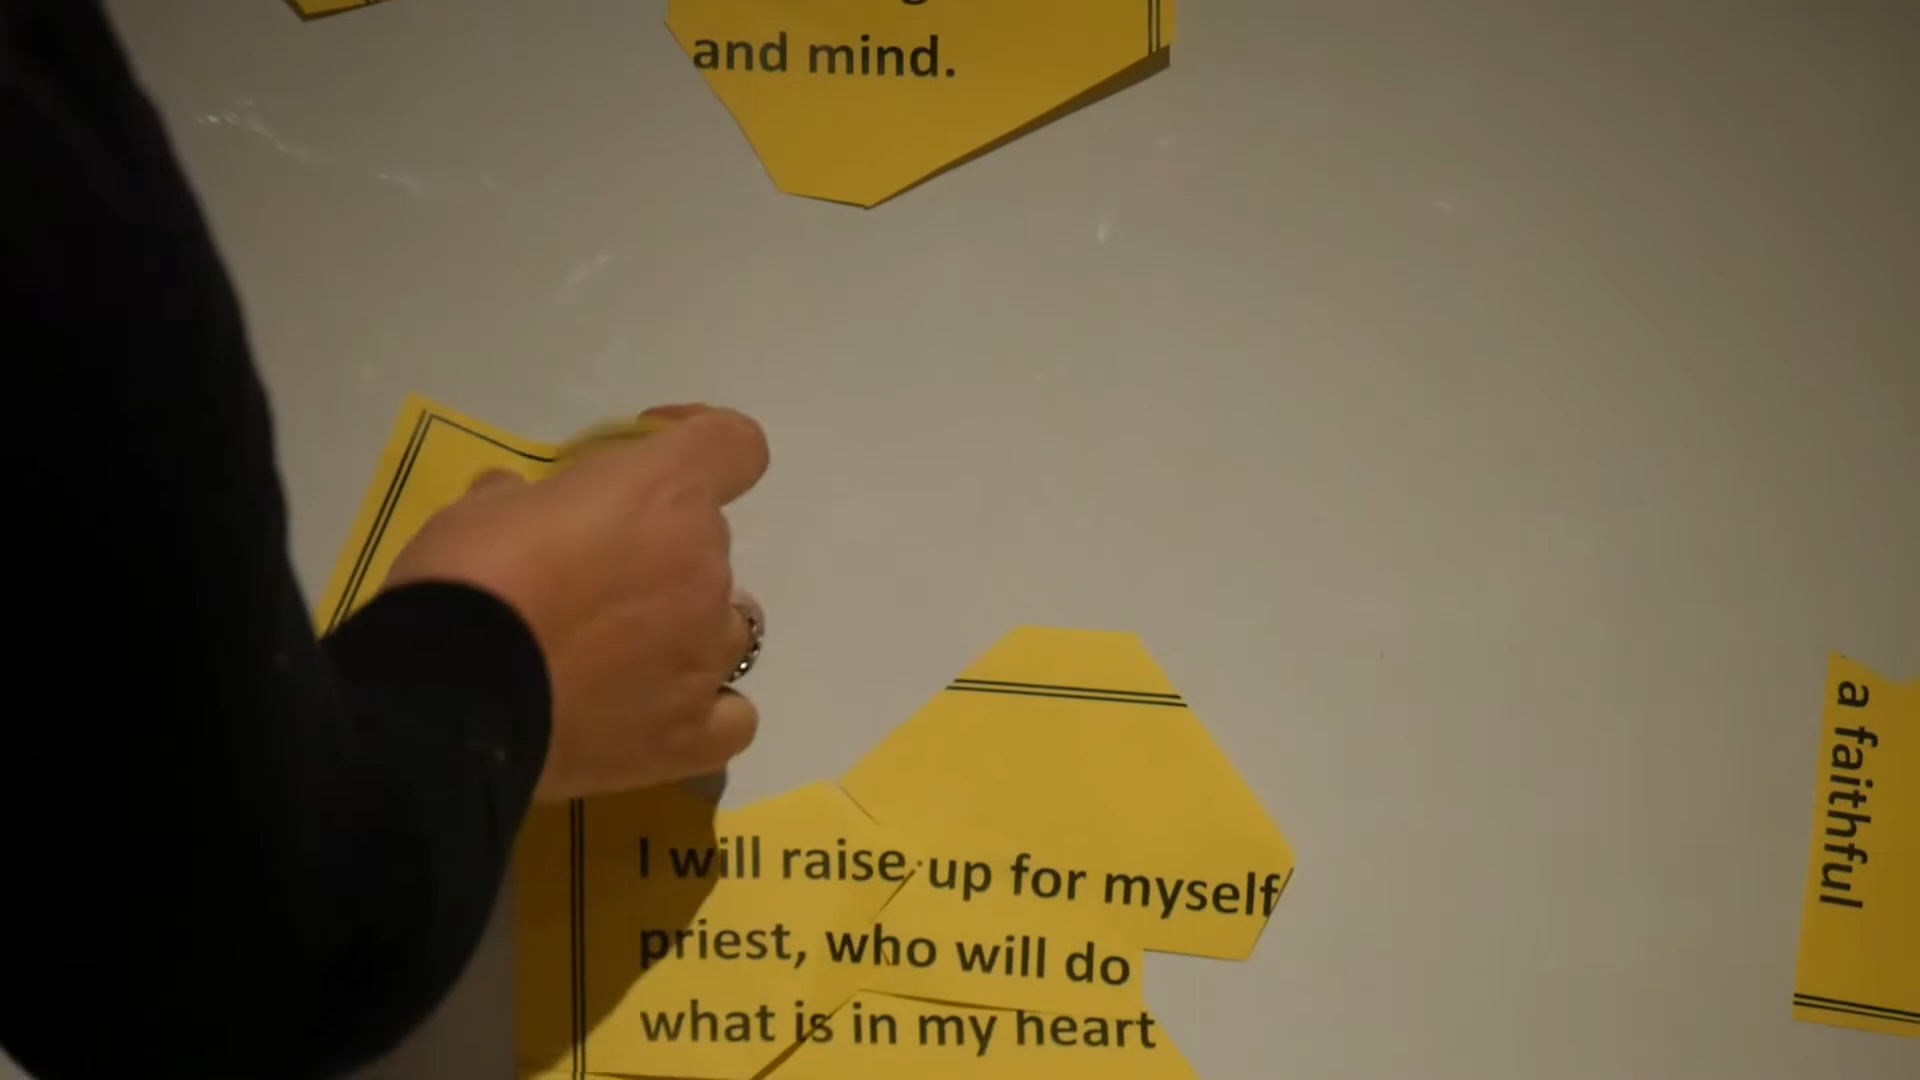 and mind.
I will raise up for myself
priest, who will do
what is in my heart
a faithful